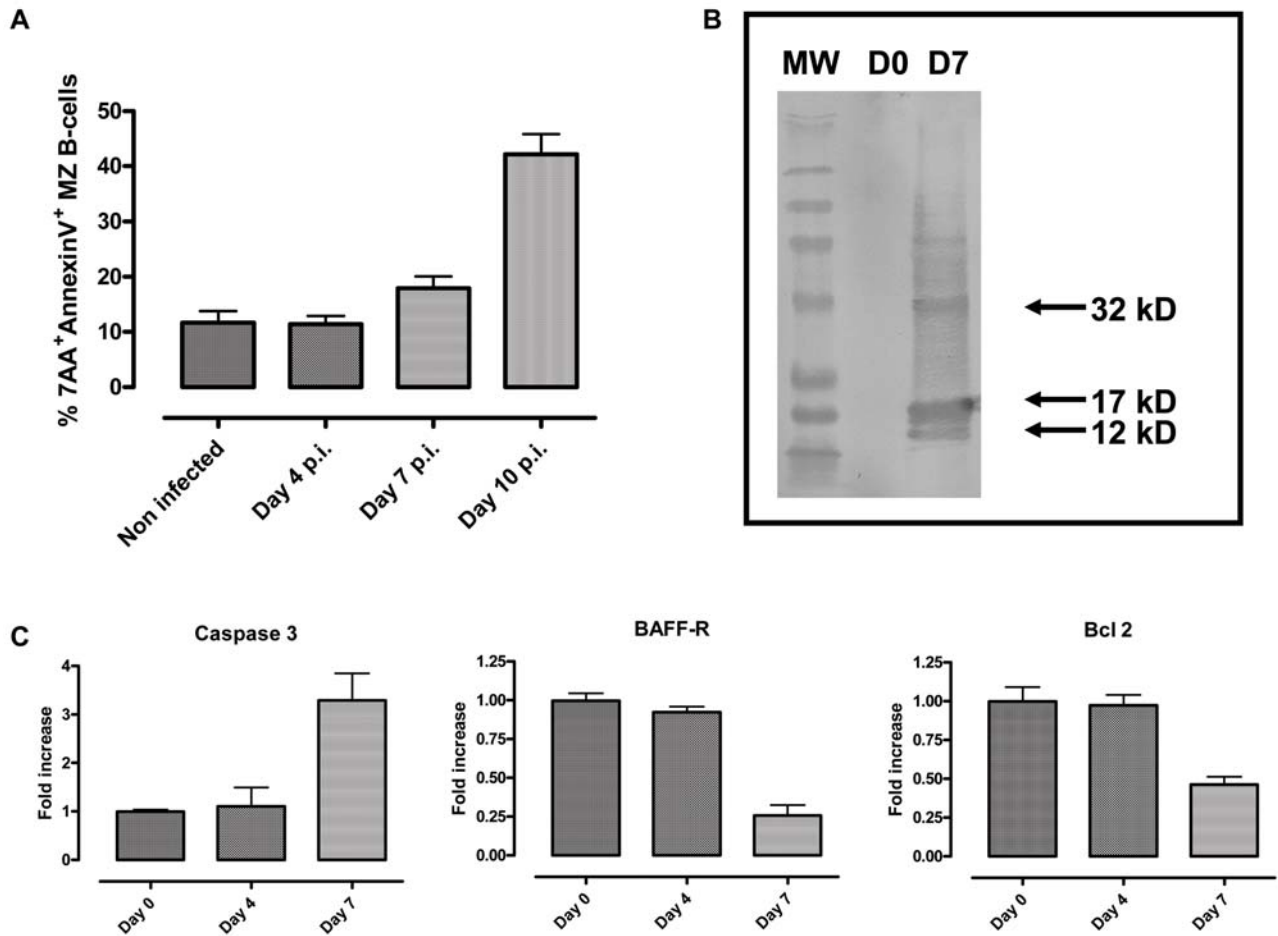 A
% 7AA+AnnexinV+ MZ B-cells
50
40
30
20
10
0
Non infected
Day 4 p.i.
Day 7 p.i.
Day 10 p.i.
B
MW D0 D7
32 kD
17 kD
12 kD
C
Caspase 3
Fold increase
4
3
2
1
0
Day 0
Day 4
Day 7
BAFF-R
Fold increase
1.25
1.00
0.75
0.50
0.25
0.00
Day 0
Day 4
Day 7
Bcl 2
Fold increase
1.25
1.00
0.75
0.50
0.25
0.00
Day 0
Day 4
Day 7